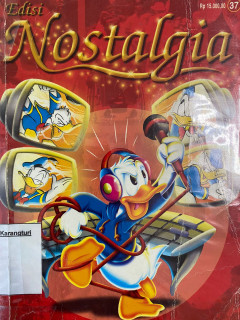 Edisi
Rp 15.000,00 37
Nostalgia
Karangturi